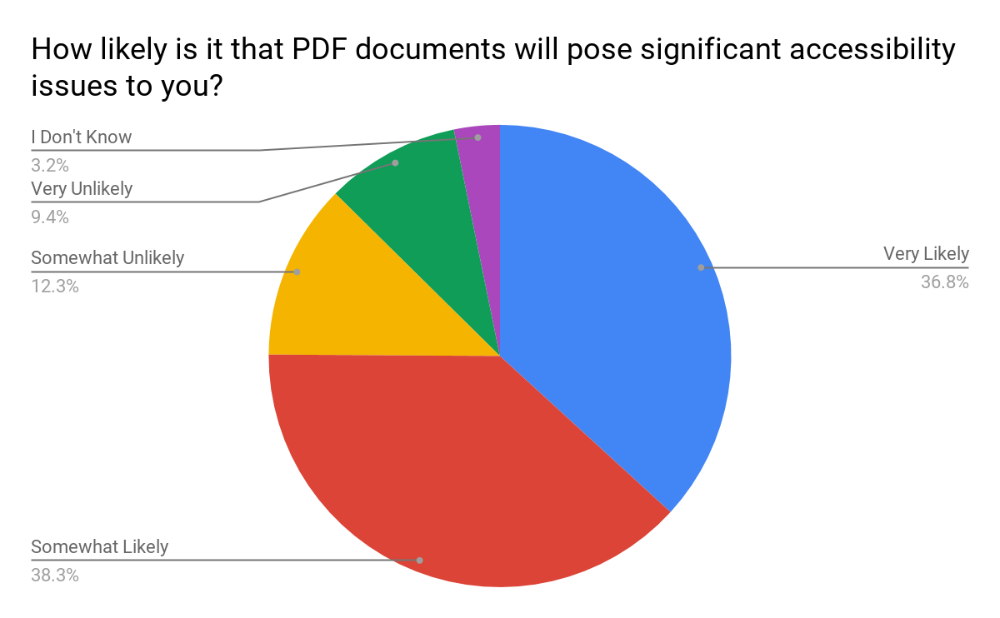 How likely is it that PDF documents will pose significant accessibility
issues to you?
I Don't Know
3.2%
Very Unlikely
9.4%
Somewhat Unlikely
12.3%
Very Likely
36.8%
Somewhat Likely
38.3%